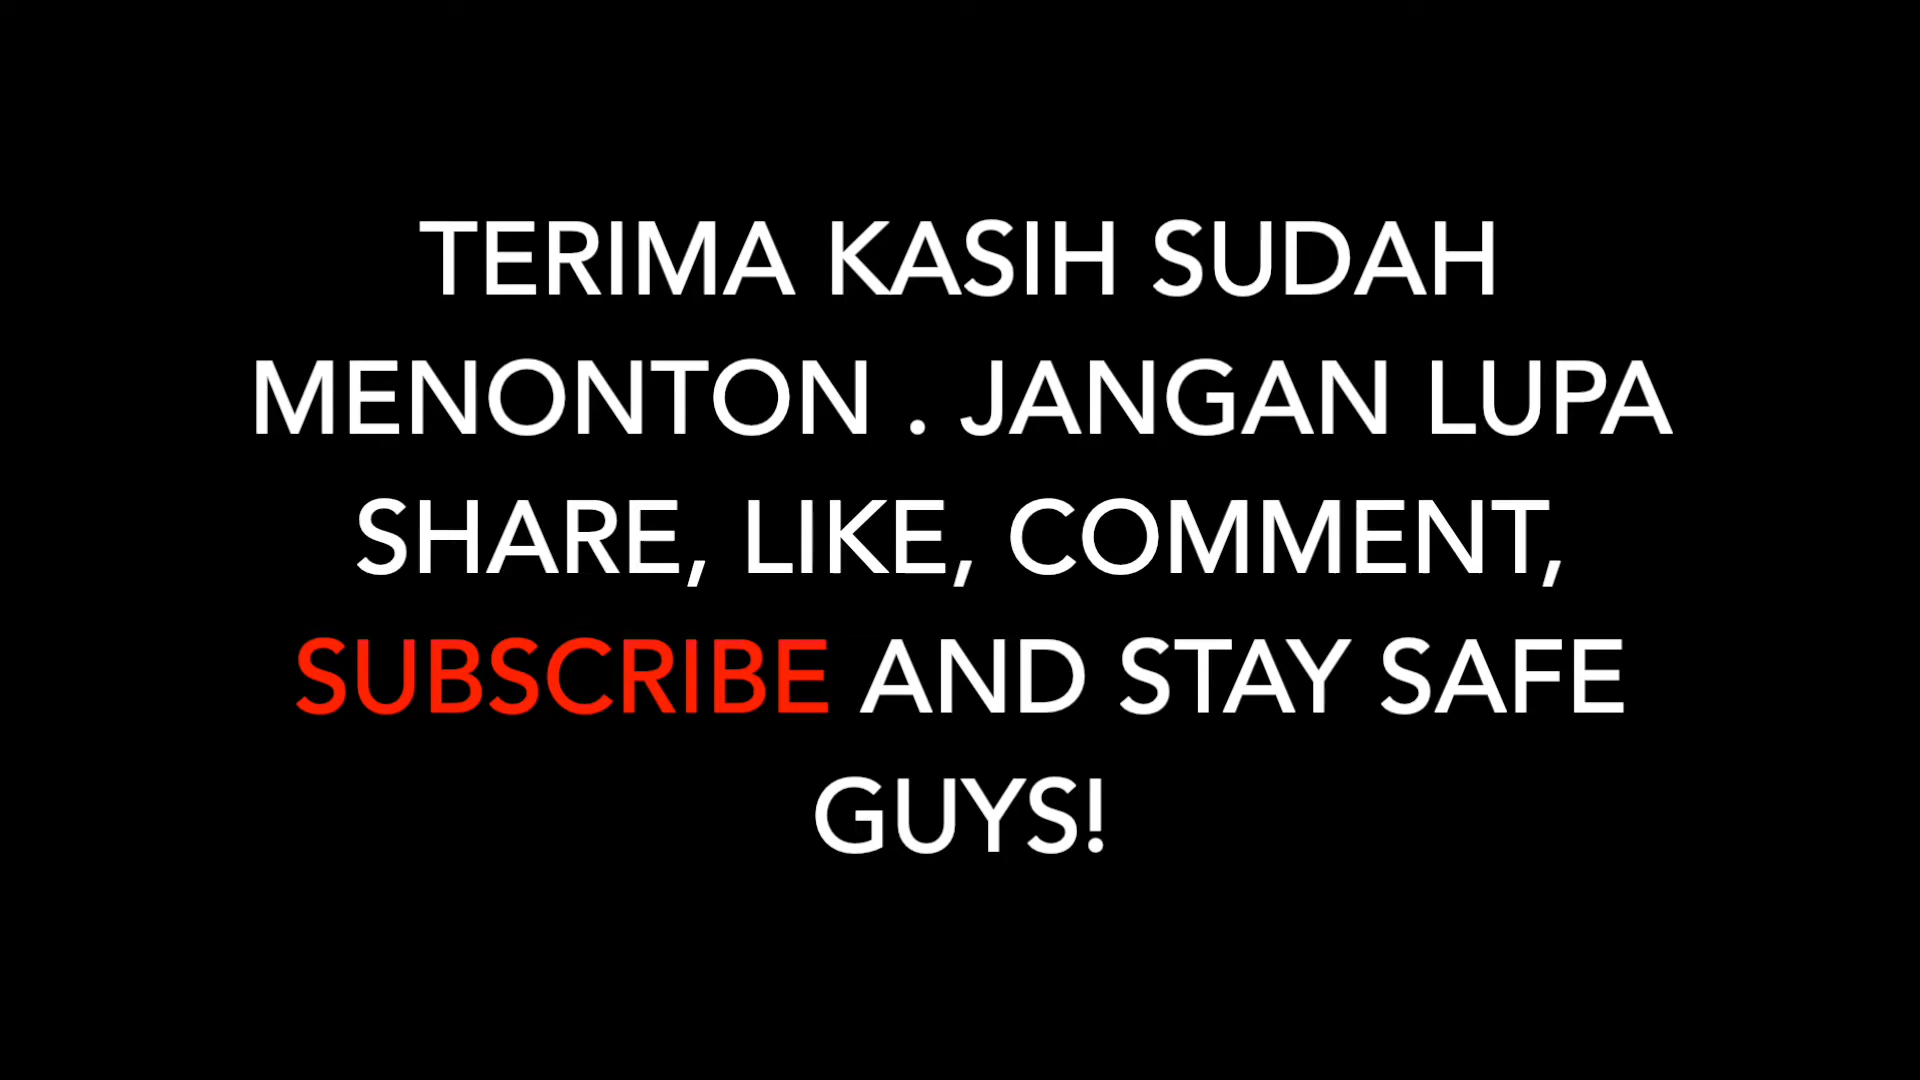 TERIMA KASIH SUDAH
MENONTON . JANGAN LUPA
SHARE, LIKE, COMMENT,
SUBSCRIBE AND STAY SAFE
GUYS!